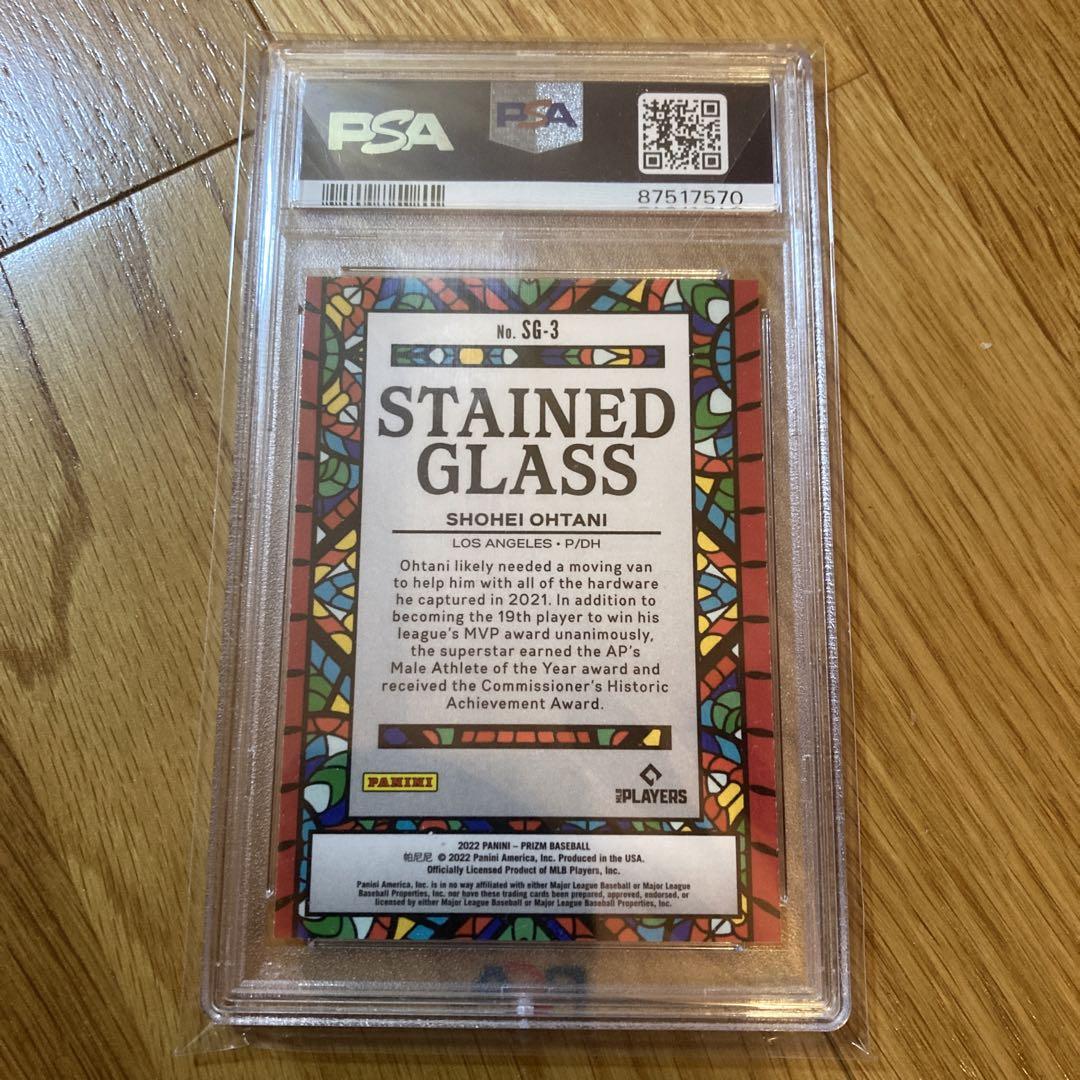 PSA
PSA
87517570
No. SG-3
STAINED
GLASS
SHOHEI OHTANI
LOS ANGELES • P/DH
Ohtani likely needed a moving van
to help him with all of the hardware
he captured in 2021. In addition to
becoming the 19th player to win his
league's MVP award unanimously,
the superstar earned the AP's
Male Athlete of the Year award and
received the Commissioner's Historic
Achievement Award.
PANINI
MLB PLAYERS
2022 PANINI – PRIZM BASEBALL
帕尼尼 © 2022 Panini America, Inc. Produced in the USA.
Officially Licensed Product of MLB Players, Inc.
Panini America, Inc. is in no way affiliated with either Major League Baseball or Major League
Baseball Properties, Inc. nor have these trading cards been prepared, approved, endorsed, or
licensed by either Major League Baseball or Major League Baseball Properties, Inc.